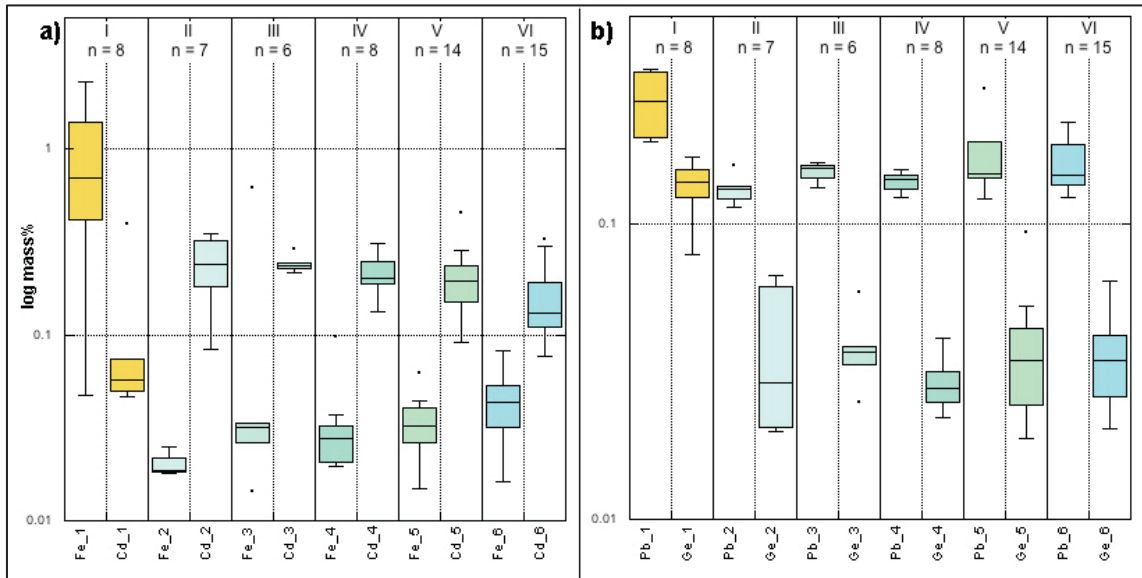 a)
I II III IV V VI
n = 8 n = 7 n = 6 n = 8 n = 14 n = 15
log mass%
1
0.1
0.01
Fe_1 Cd_1 Fe_2 Cd_2 Fe_3 Cd_3 Fe_4 Cd_4 Fe_5 Cd_5 Fe_6 Cd_6
b)
I II III IV V VI
n = 8 n = 7 n = 6 n = 8 n = 14 n = 15
0.1
0.01
Pb_1 Ge_1 Pb_2 Ge_2 Pb_3 Ge_3 Pb_4 Ge_4 Pb_5 Ge_5 Pb_6 Ge_6